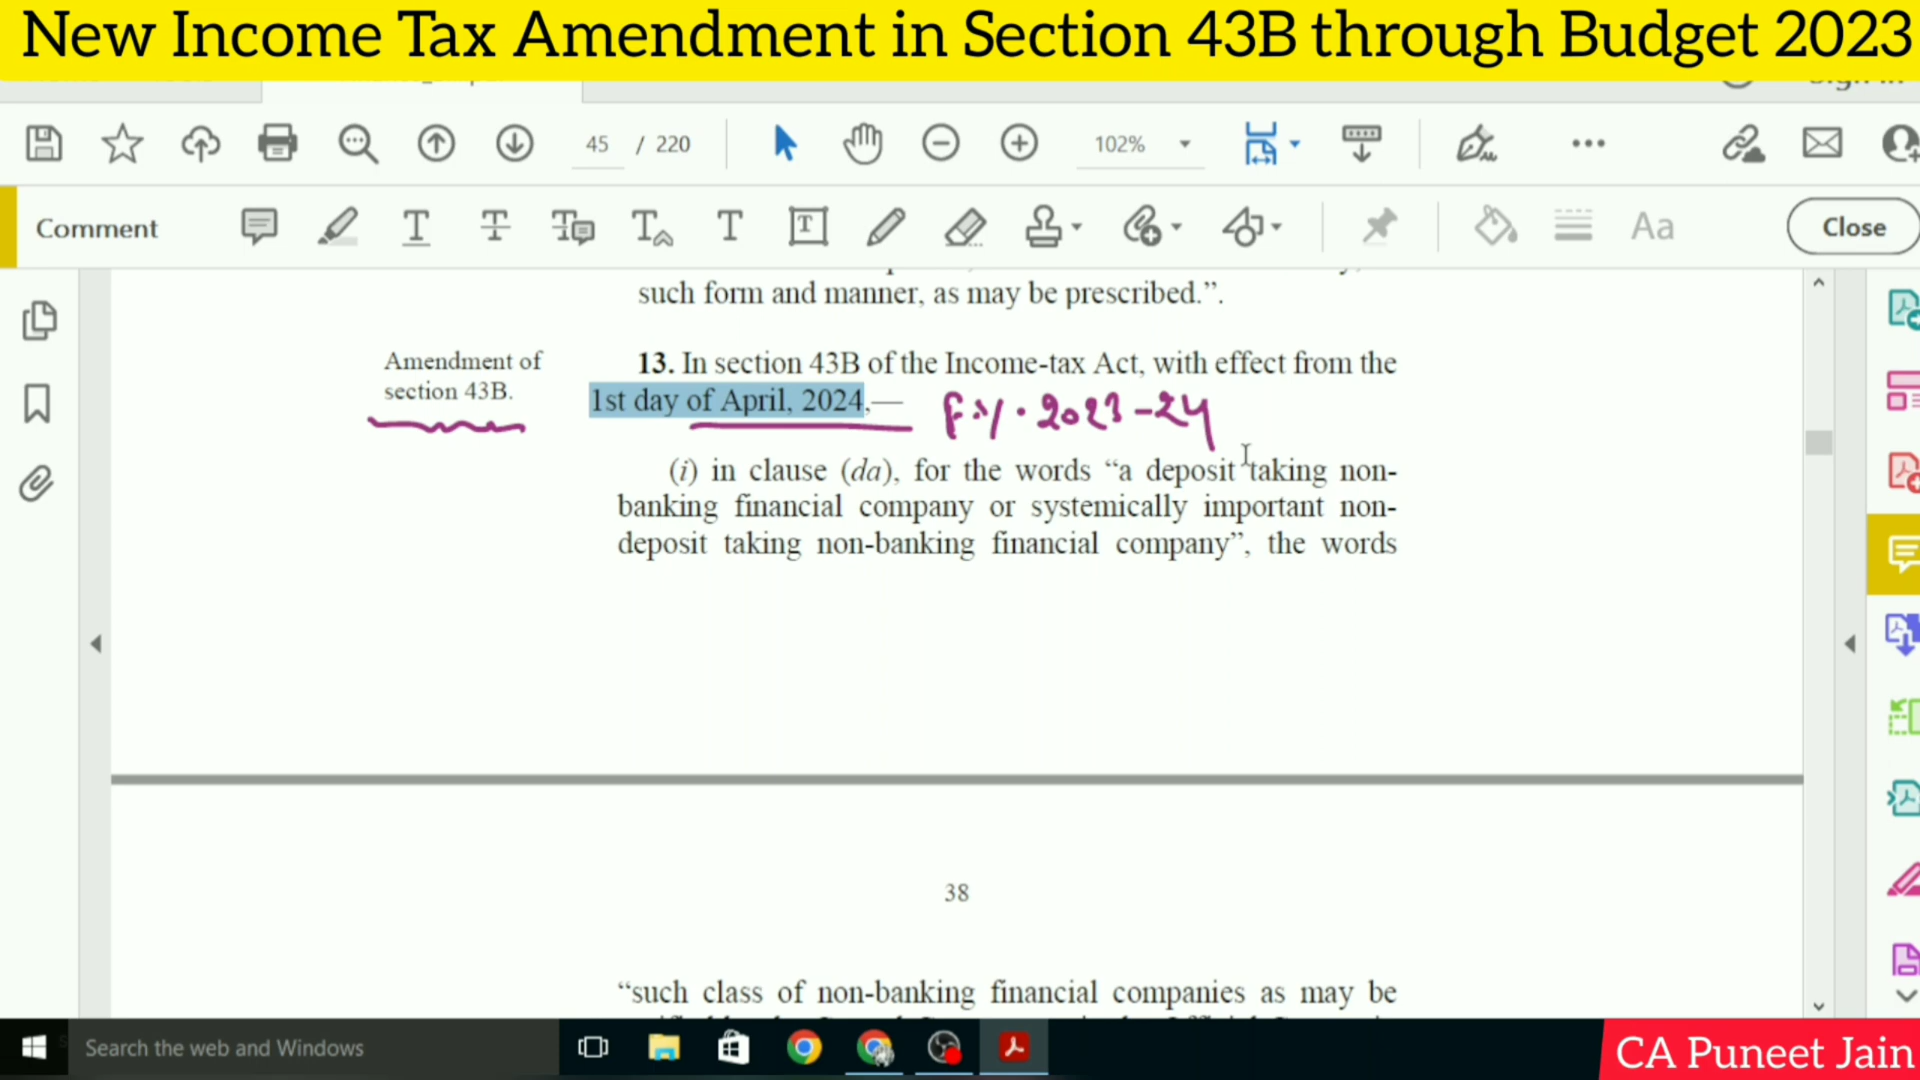 New Income Tax Amendment in Section 43B through Budget 2023
45 / 220
102%
Comment
Aa
Close
such form and manner, as may be prescribed.”.
Amendment of
section 43B.
13. In section 43B of the Income-tax Act, with effect from the
1st day of April, 2024,—
F.Y. 2023-24
(i) in clause (da), for the words “a deposit taking non-
banking financial company or systemically important non-
deposit taking non-banking financial company”, the words
38
“such class of non-banking financial companies as may be
Search the web and Windows
CA Puneet Jain